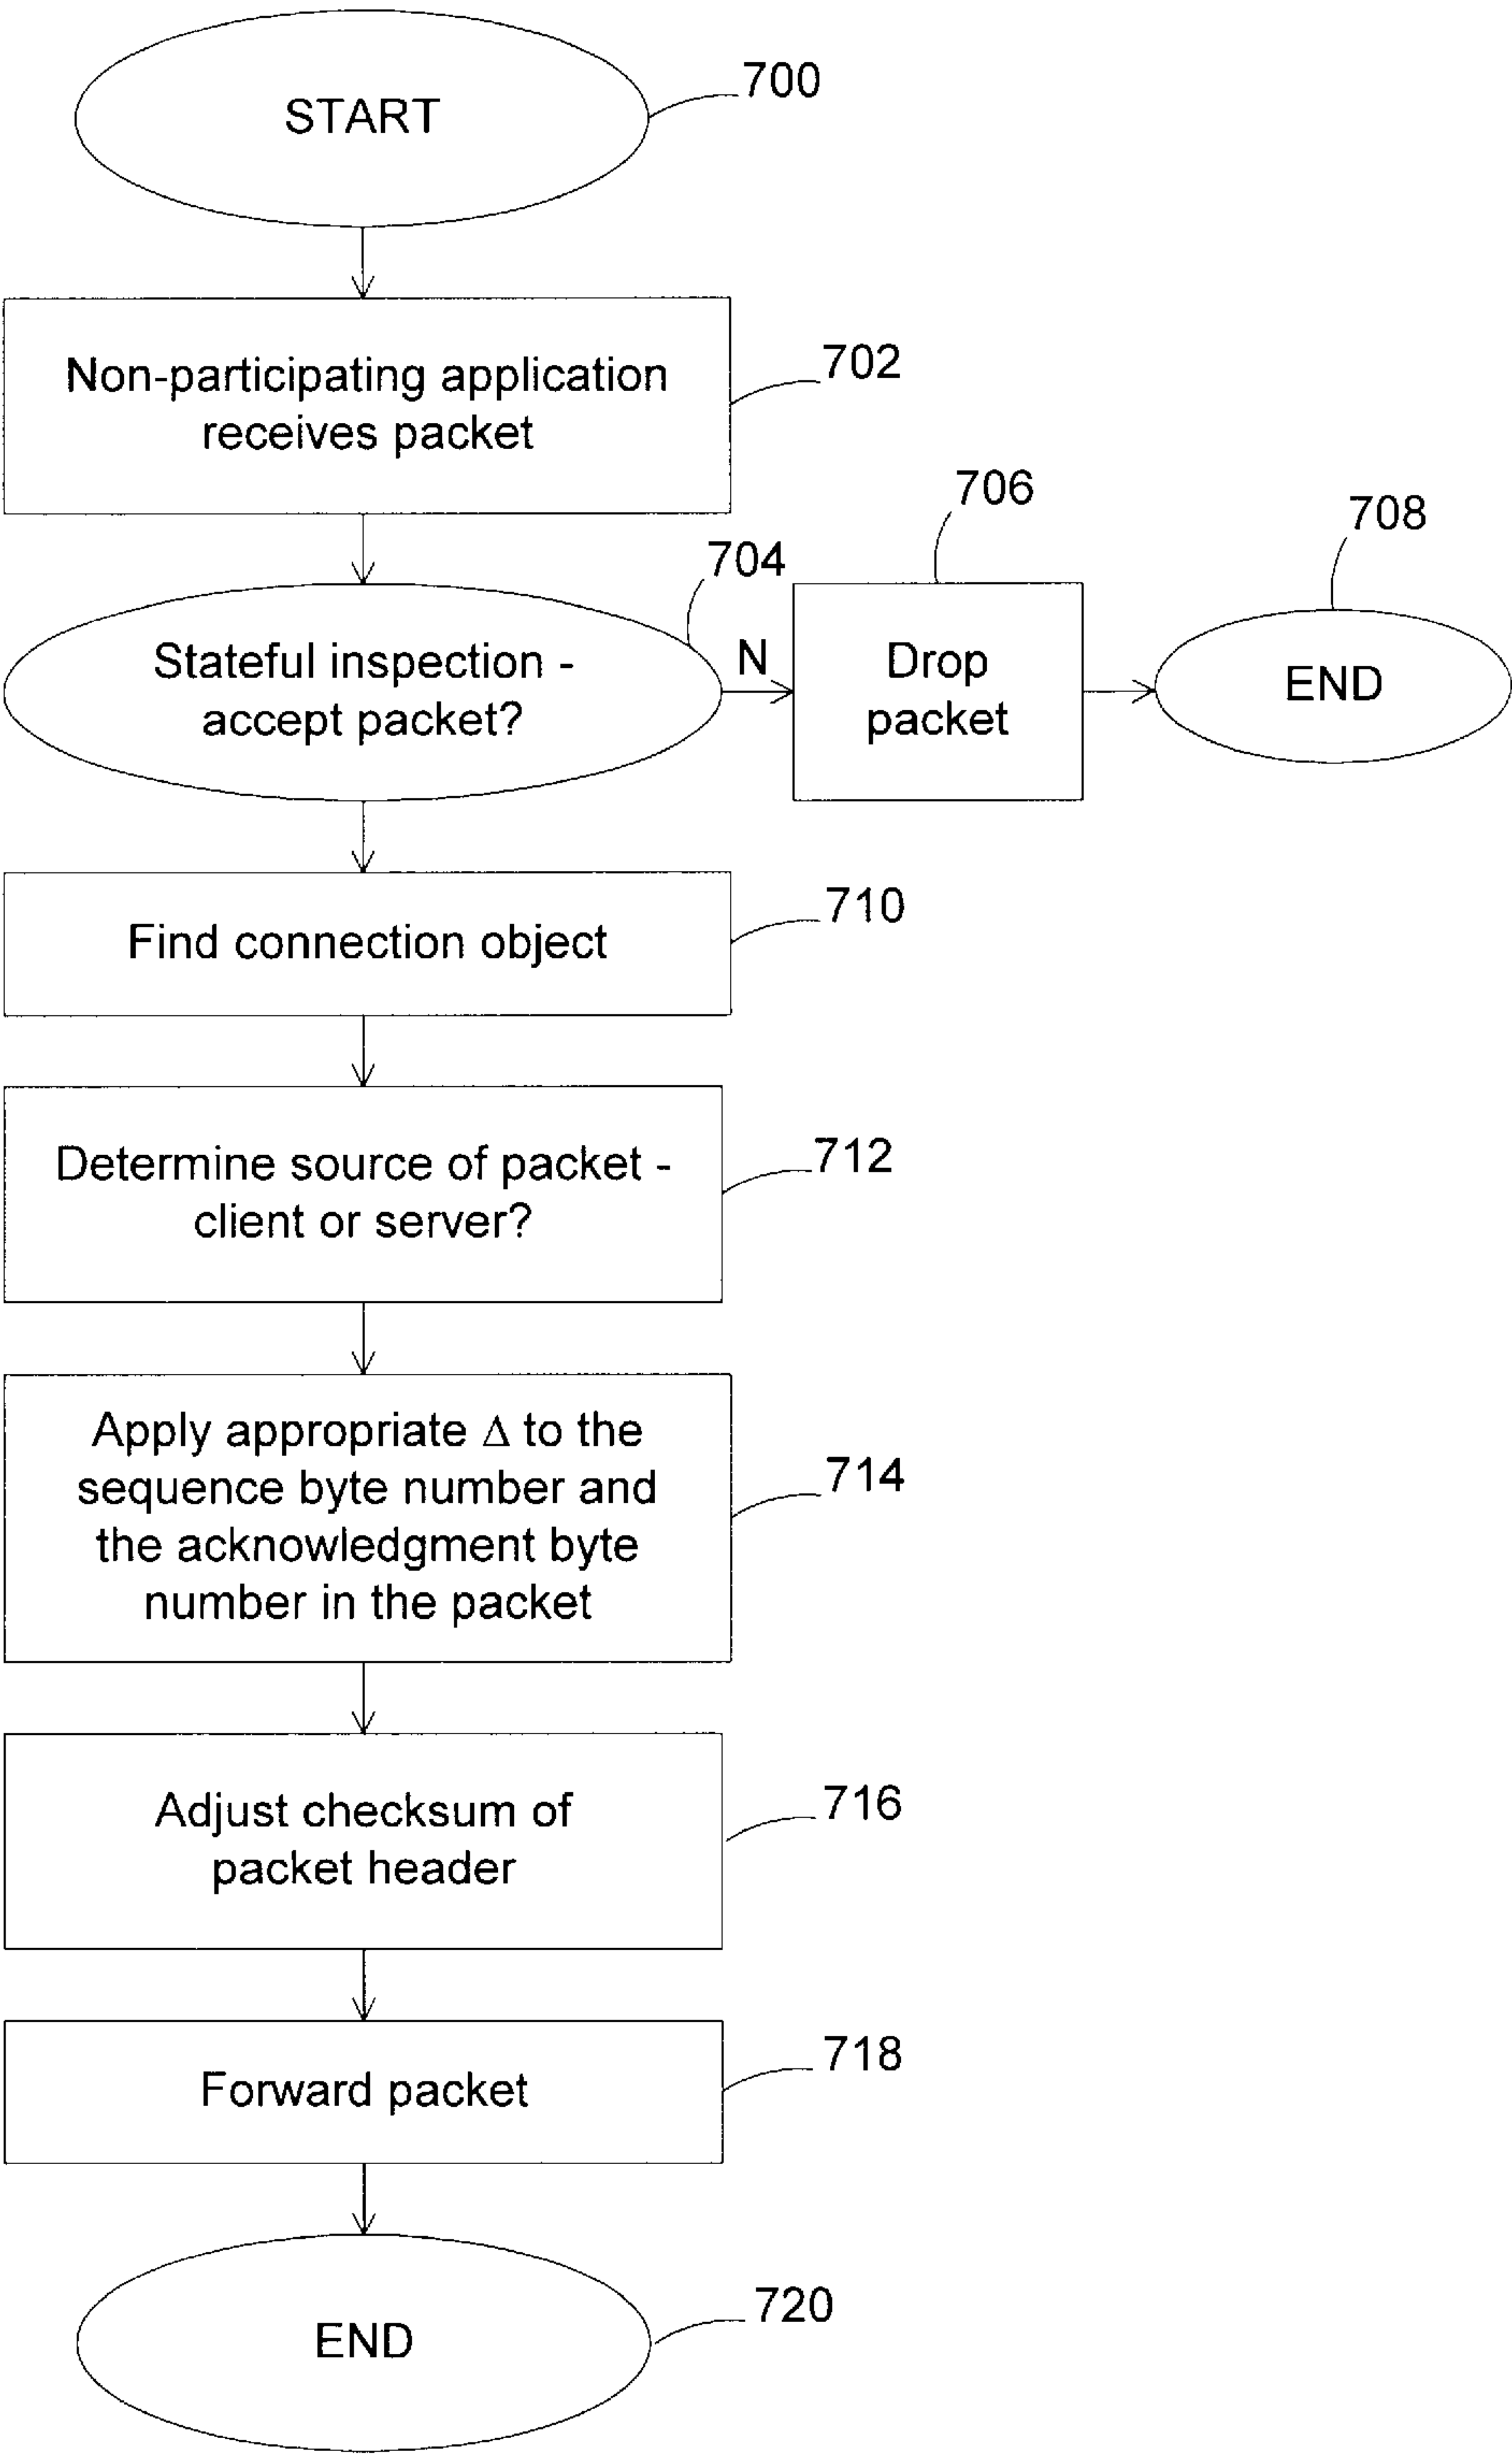 START
700
Non-participating application
receives packet
702
Stateful inspection -
accept packet?
704
N
Drop
packet
706
END
708
Find connection object
710
Determine source of packet -
client or server?
712
Apply appropriate Δ to the
sequence byte number and
the acknowledgment byte
number in the packet
714
Adjust checksum of
packet header
716
Forward packet
718
END
720